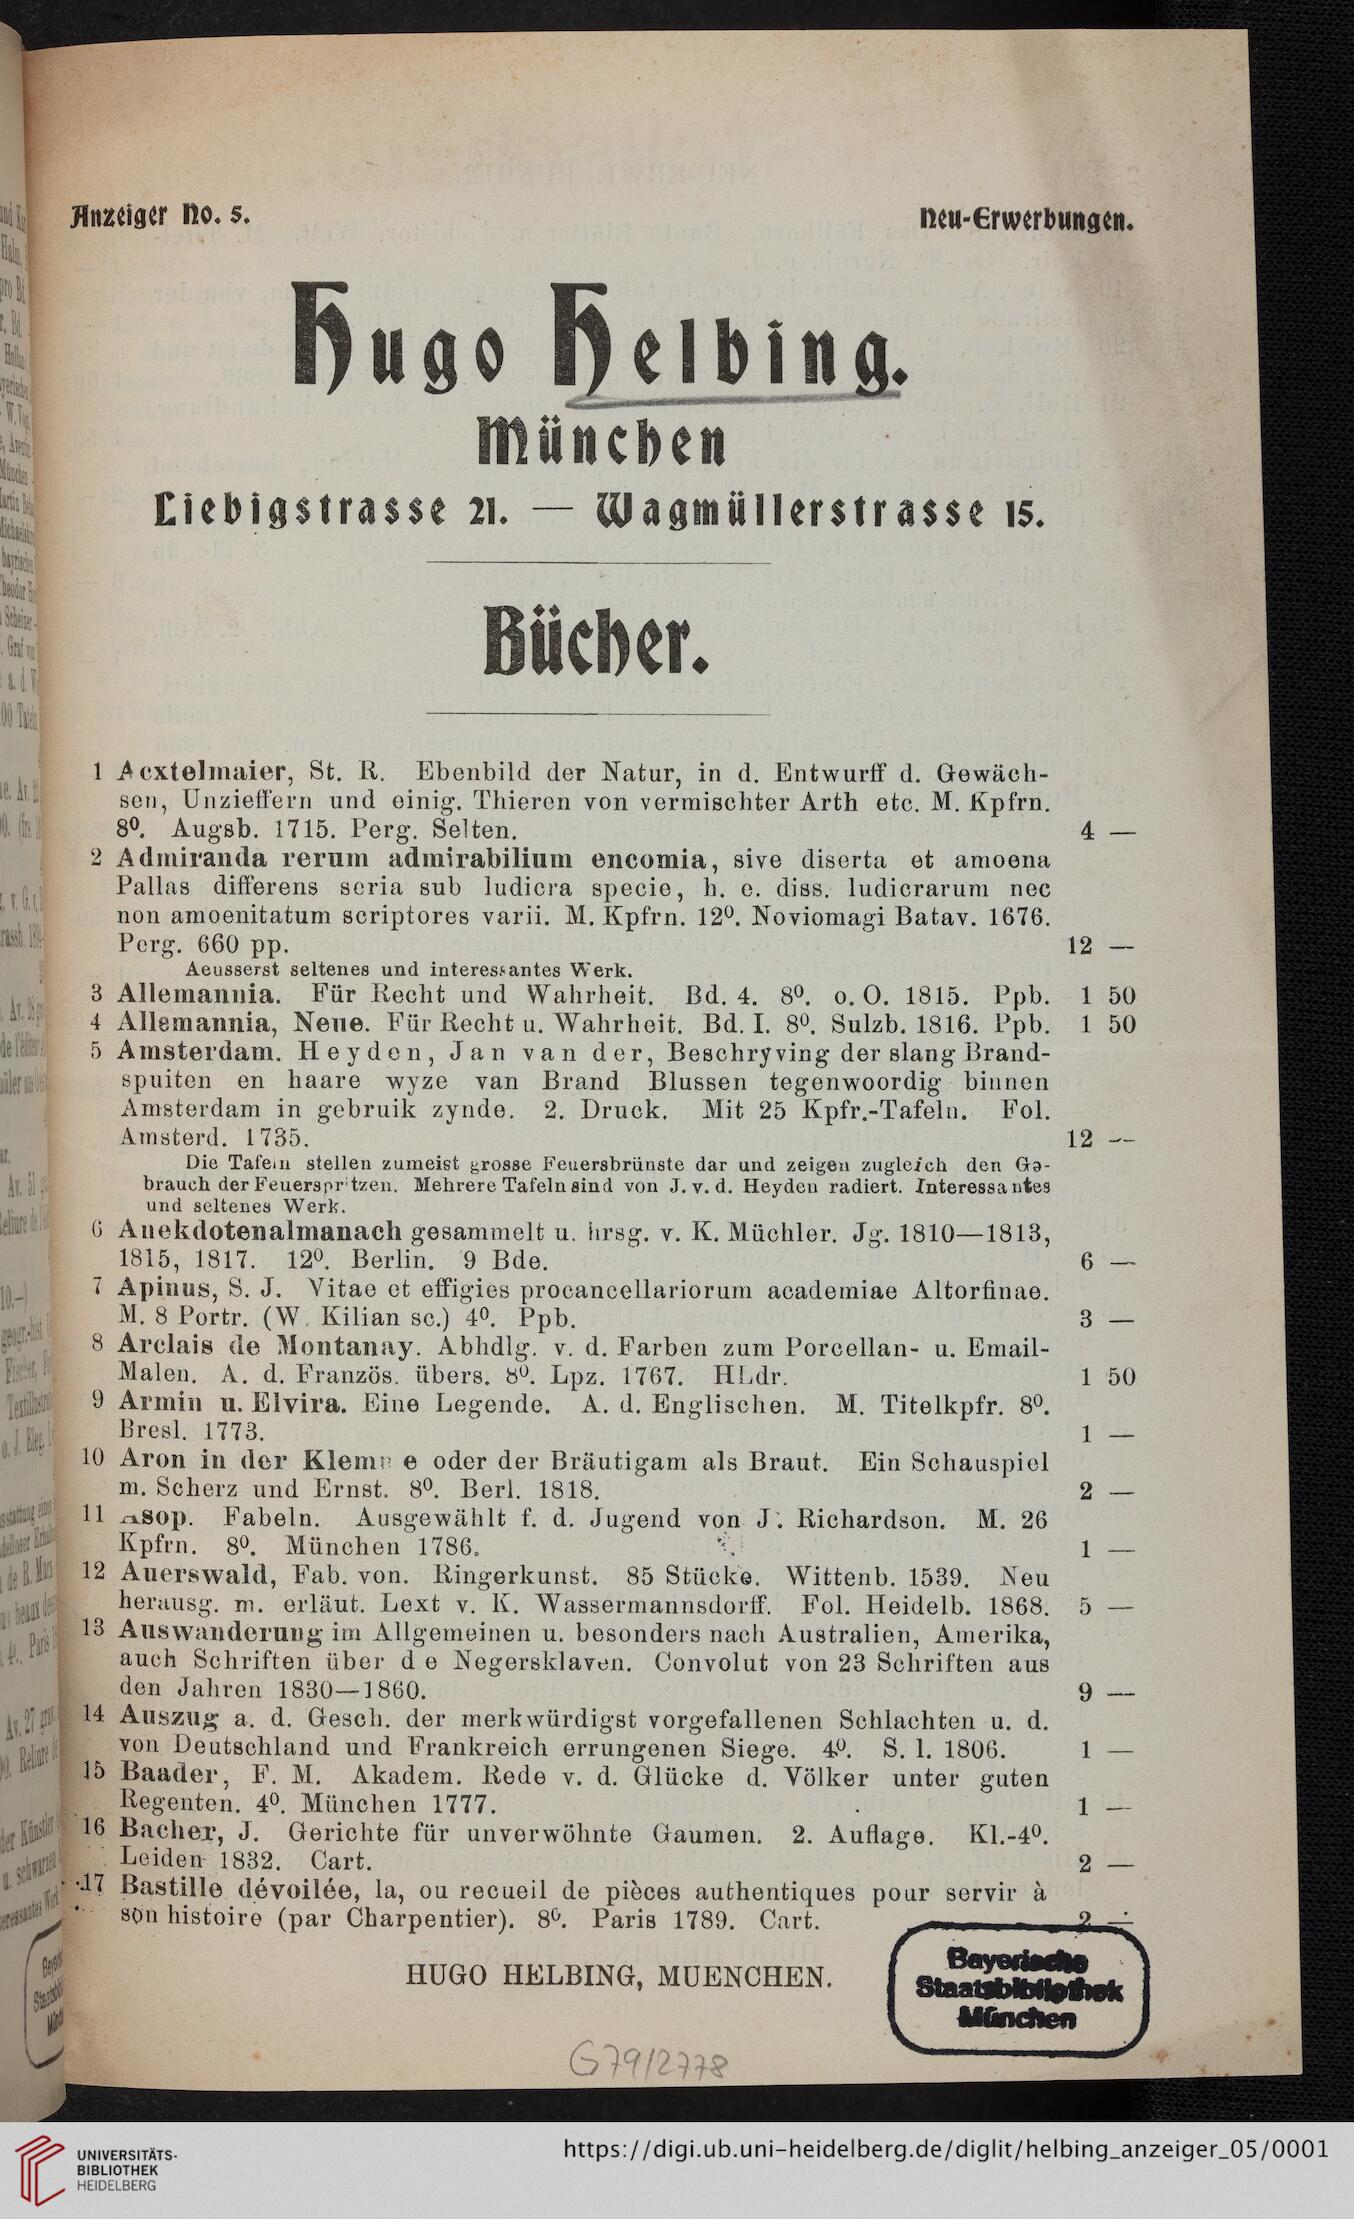 Anzeiger No. 5.
Neu-Erwerbungen.
Hugo Helbing.
München
Liebigstrasse 21. — Wagmüllerstrasse 15.
Bücher.
1 Acxtelmaier, St. R. Ebenbild der Natur, in d. Entwurff d. Gewäch-
sen, Unzieffern und einig. Thieren von vermischter Arth etc. M. Kpfrn.
8⁰. Augsb. 1715. Perg. Selten. 4 —
2 Admiranda rerum admirabilium encomia, sive diserta et amoena
Pallas differens seria sub ludicra specie, h. e. diss. ludicrarum nec
non amoenitatum scriptores varii. M. Kpfrn. 12⁰. Noviomagi Batav. 1676.
Perg. 660 pp. 12 —
Aeusserst seltenes und interessantes Werk.
3 Allemannia. Für Recht und Wahrheit. Bd. 4. 8⁰. o. O. 1815. Ppb. 1 50
4 Allemannia, Neue. Für Recht u. Wahrheit. Bd. I. 8⁰. Sulzb. 1816. Ppb. 1 50
5 Amsterdam. Heyden, Jan van der, Beschryving der slang Brand-
spuiten en haare wyze van Brand Blussen tegenwoordig binnen
Amsterdam in gebruik zynde. 2. Druck. Mit 25 Kpfr.-Tafeln. Fol.
Amsterd. 1735. 12 —
Die Tafeln stellen zumeist grosse Feuersbrünste dar und zeigen zugleich den Ge-
brauch der Feuerspritzen. Mehrere Tafeln sind von J. v. d. Heyden radiert. Interessantes
und seltenes Werk.
6 Anekdotenalmanach gesammelt u. hrsg. v. K. Müchler. Jg. 1810—1813,
1815, 1817. 12⁰. Berlin. 9 Bde. 6 —
7 Apinus, S. J. Vitae et effigies procancellariorum academiae Altorfinae.
M. 8 Portr. (W. Kilian sc.) 4⁰. Ppb. 3 —
8 Arclais de Montanay. Abhdlg. v. d. Farben zum Porcellan- u. Email-
Malen. A. d. Französ. übers. 8⁰. Lpz. 1767. HLdr. 1 50
9 Armin u. Elvira. Eine Legende. A. d. Englischen. M. Titelkpfr. 8⁰.
Bresl. 1773. 1 —
10 Aron in der Klemme oder der Bräutigam als Braut. Ein Schauspiel
m. Scherz und Ernst. 8⁰. Berl. 1818. 2 —
11 Äsop. Fabeln. Ausgewählt f. d. Jugend von J. Richardson. M. 26
Kpfrn. 8⁰. München 1786. 1 —
12 Auerswald, Fab. von. Ringerkunst. 85 Stücke. Wittenb. 1539. Neu
herausg. m. erläut. Lext v. K. Wassermannsdorff. Fol. Heidelb. 1868. 5 —
13 Auswanderung im Allgemeinen u. besonders nach Australien, Amerika,
auch Schriften über d e Negersklaven. Convolut von 23 Schriften aus
den Jahren 1830—1860. 9 —
14 Auszug a. d. Gesch. der merkwürdigst vorgefallenen Schlachten u. d.
von Deutschland und Frankreich errungenen Siege. 4⁰. S. l. 1806. 1 —
15 Baader, F. M. Akadem. Rede v. d. Glücke d. Völker unter guten
Regenten. 4⁰. München 1777. 1 —
16 Bacher, J. Gerichte für unverwöhnte Gaumen. 2. Auflage. Kl.-4⁰.
Leiden 1832. Cart. 2 —
17 Bastille dévoilée, la, ou recueil de pièces authentiques pour servir à
son histoire (par Charpentier). 8⁰. Paris 1789. Cart. 2 —
HUGO HELBING, MUENCHEN.
Bayerische
Staatsbibliothek
München
G79/2778
UNIVERSITÄTS-
BIBLIOTHEK
HEIDELBERG
https://digi.ub.uni-heidelberg.de/diglit/helbing_anzeiger_05/0001